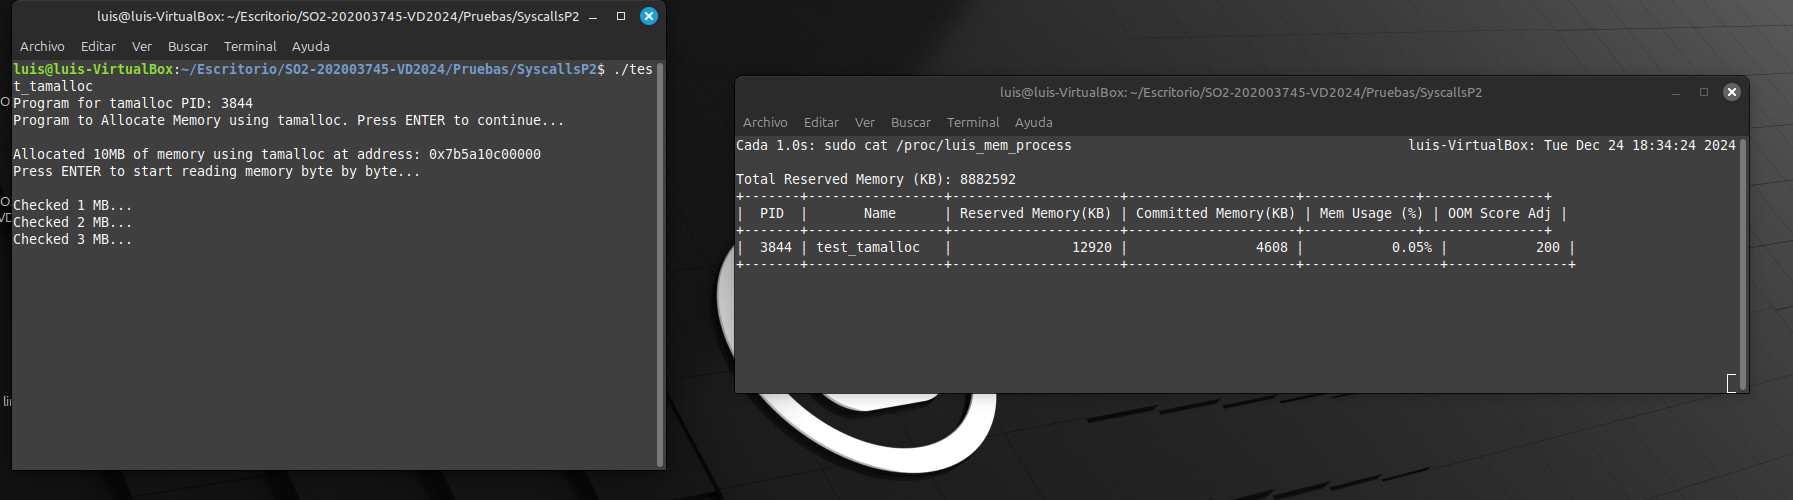 luis@luis-VirtualBox: ~/Escritorio/SO2-202003745-VD2024/Pruebas/SyscallsP2
Archivo Editar Ver Buscar Terminal Ayuda
luis@luis-VirtualBox:~/Escritorio/SO2-202003745-VD2024/Pruebas/SyscallsP2$ ./tes
t_tamalloc
Program for tamalloc PID: 3844
Program to Allocate Memory using tamalloc. Press ENTER to continue...
Allocated 10MB of memory using tamalloc at address: 0x7b5a10c00000
Press ENTER to start reading memory byte by byte...
Checked 1 MB...
Checked 2 MB...
Checked 3 MB...
luis@luis-VirtualBox: ~/Escritorio/SO2-202003745-VD2024/Pruebas/SyscallsP2
Archivo Editar Ver Buscar Terminal Ayuda
Cada 1.0s: sudo cat /proc/luis_mem_process luis-VirtualBox: Tue Dec 24 18:34:24 2024
Total Reserved Memory (KB): 8882592
+-------+-----------------+---------------------+---------------------+--------------+---------------+
| PID | Name | Reserved Memory(KB) | Committed Memory(KB) | Mem Usage (%) | OOM Score Adj |
+-------+-----------------+---------------------+---------------------+--------------+---------------+
| 3844 | test_tamalloc | 12920 | 4608 | 0.05% | 200 |
+-------+-----------------+---------------------+---------------------+-----------------+---------------+